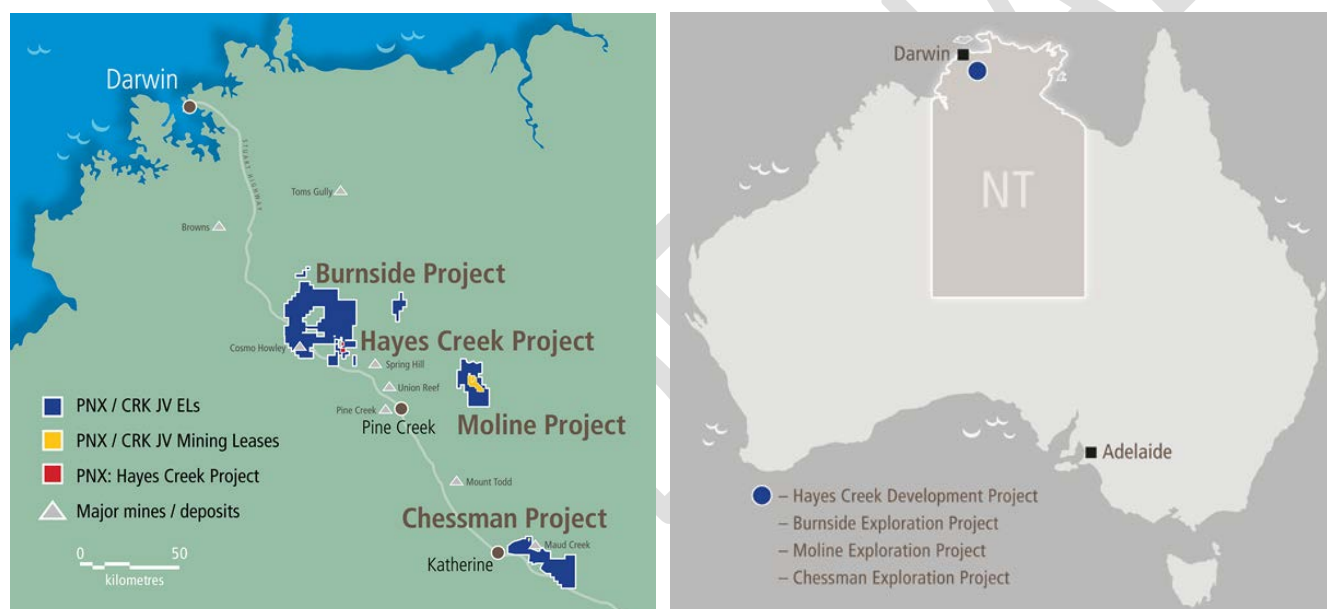 Darwin
STUART HIGHWAY
Toms Gully
Browns
Burnside Project
Hayes Creek Project
Cosmo Howley
Spring Hill
Union Reef
Pine Creek
Pine Creek
Moline Project
Mount Todd
Chessman Project
Maud Creek
Katherine
PNX / CRK JV ELs
PNX / CRK JV Mining Leases
PNX: Hayes Creek Project
Major mines / deposits
0 50
kilometres
Darwin
NT
Adelaide
– Hayes Creek Development Project
– Burnside Exploration Project
– Moline Exploration Project
– Chessman Exploration Project